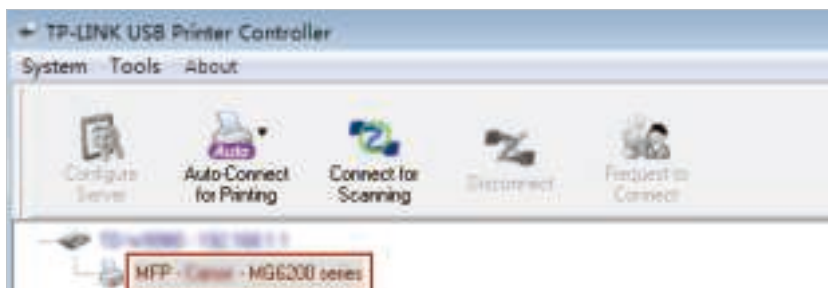 TP-LINK USB Printer Controller
System Tools About
Configure Server
Auto
Auto-Connect for Printing
Connect for Scanning
Disconnect
Request to Connect
MFP - - MG6200 series